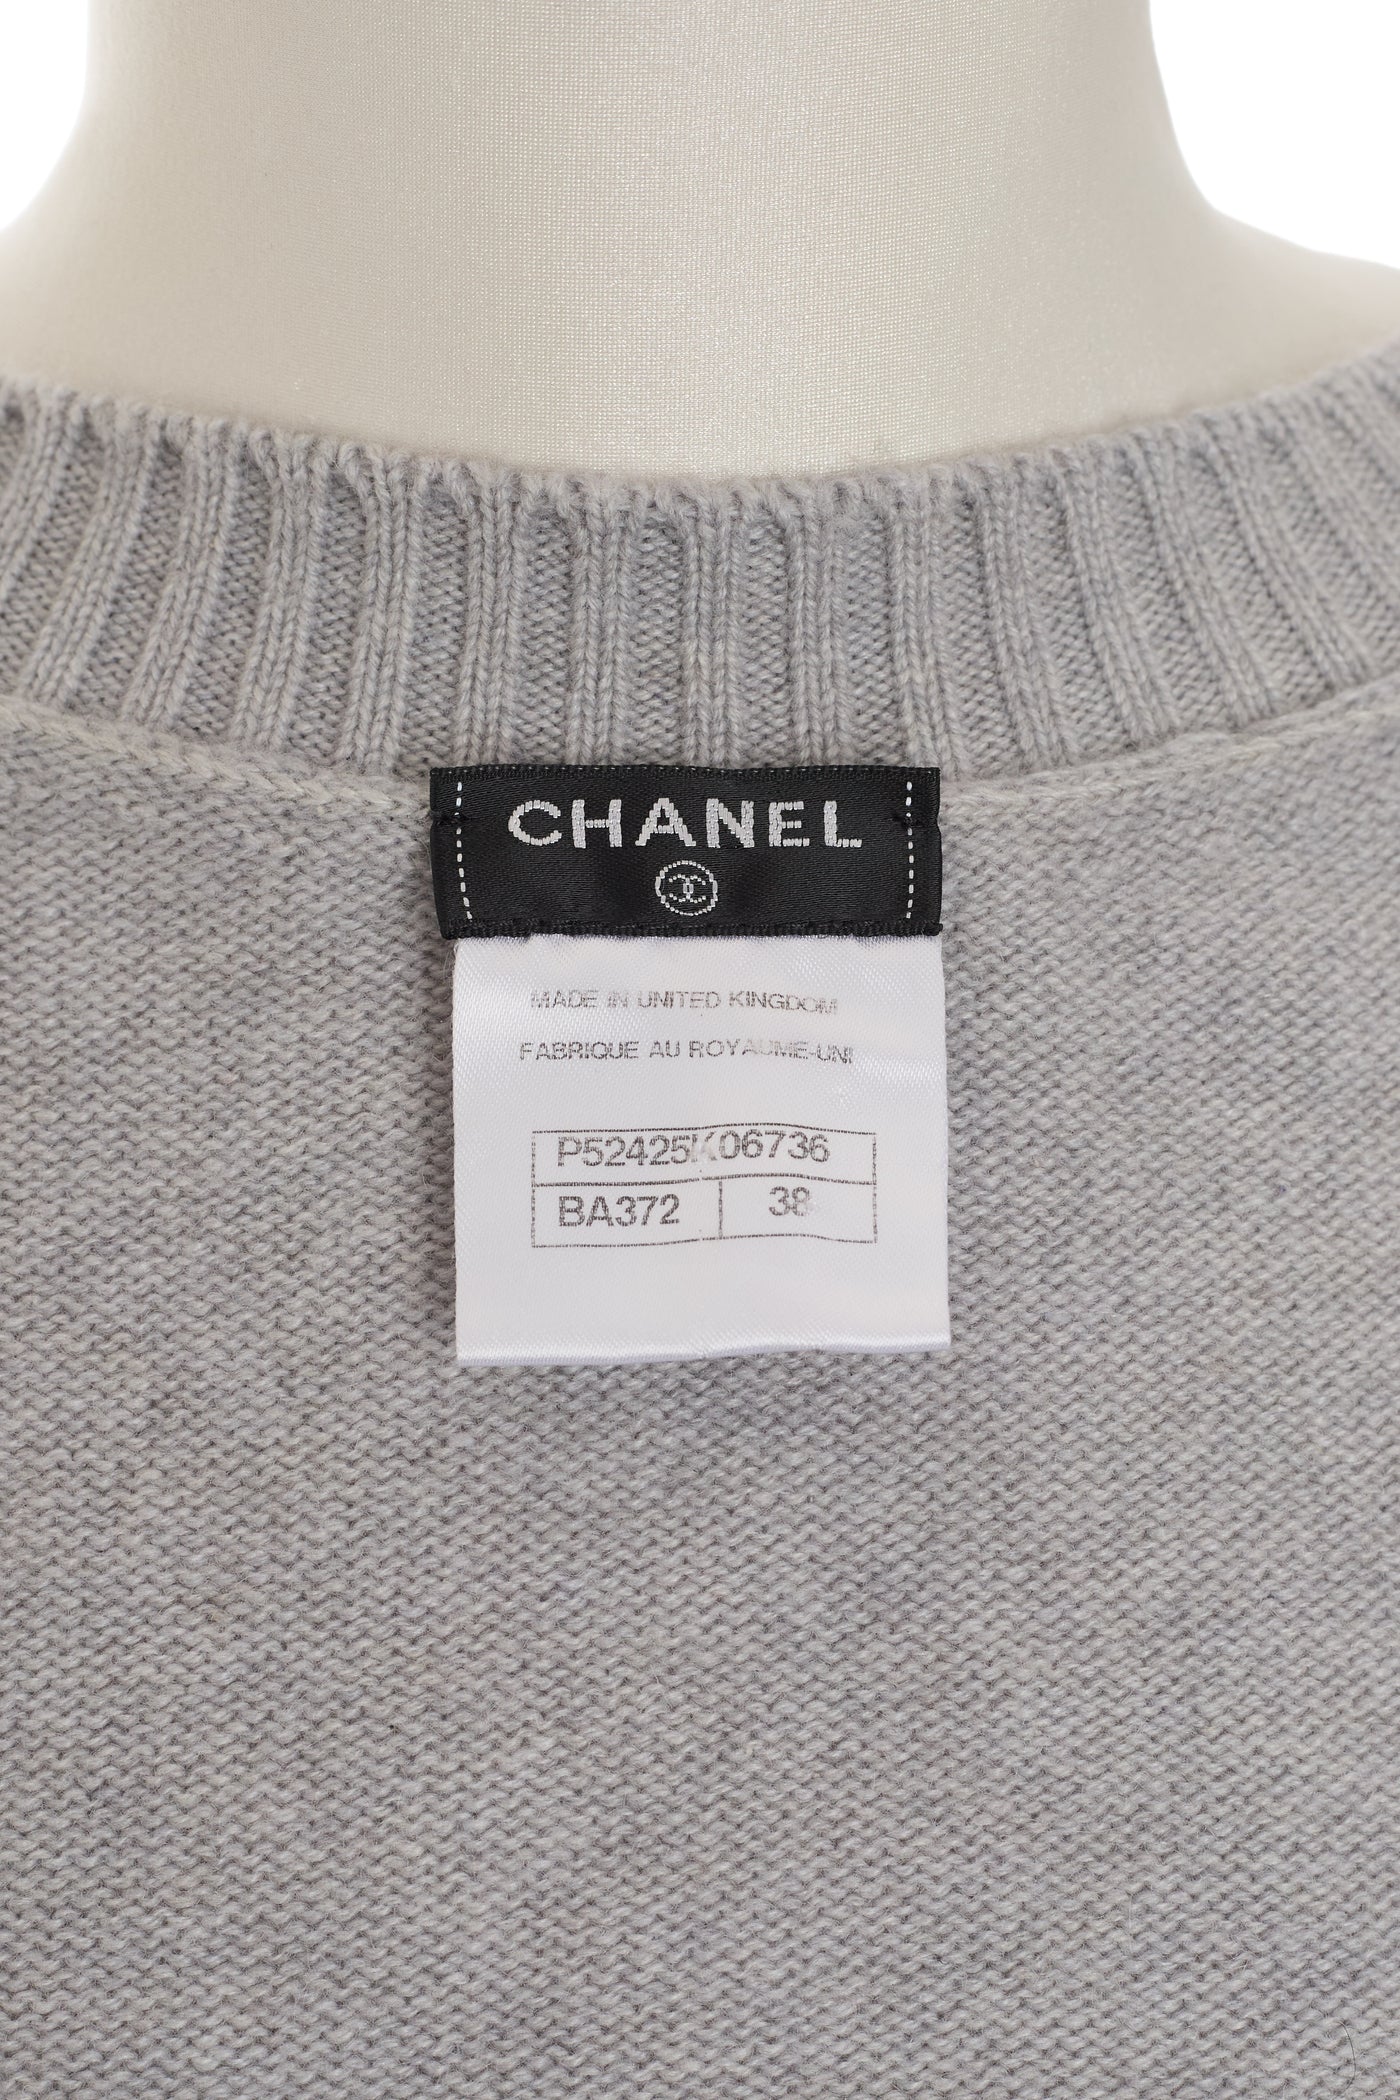 CHANEL
MADE IN UNITED KINGDOM
FABRIQUE AU ROYAUME-UNI
P52425K06736
BA372 38